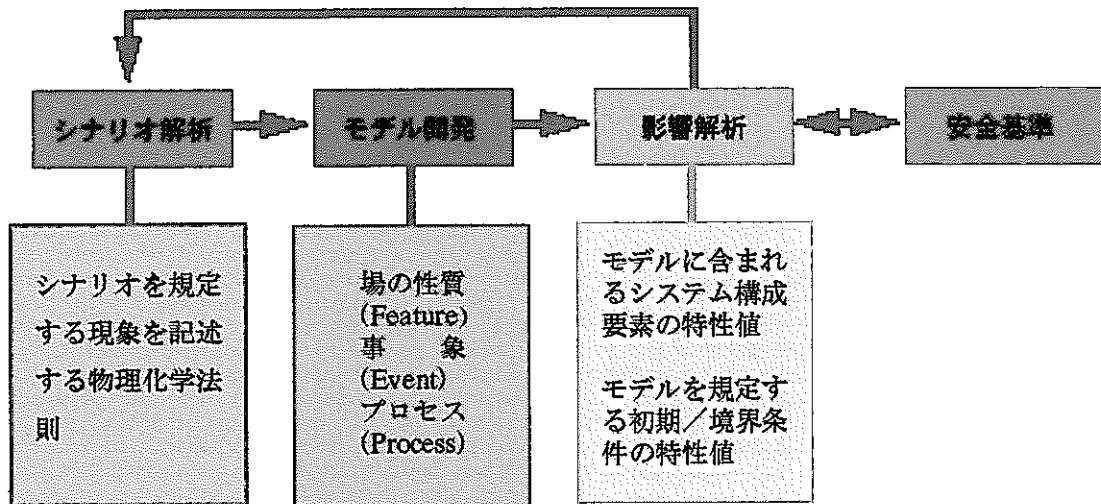 シナリオ解析
モデル開発
影響解析
安全基準
シナリオを規定
する現象を記述
する物理化学法
則
場の性質
(Feature)
事　象
(Event)
プロセス
(Process)
モデルに含まれ
るシステム構成
要素の特性値
モデルを規定す
る初期／境界条
件の特性値